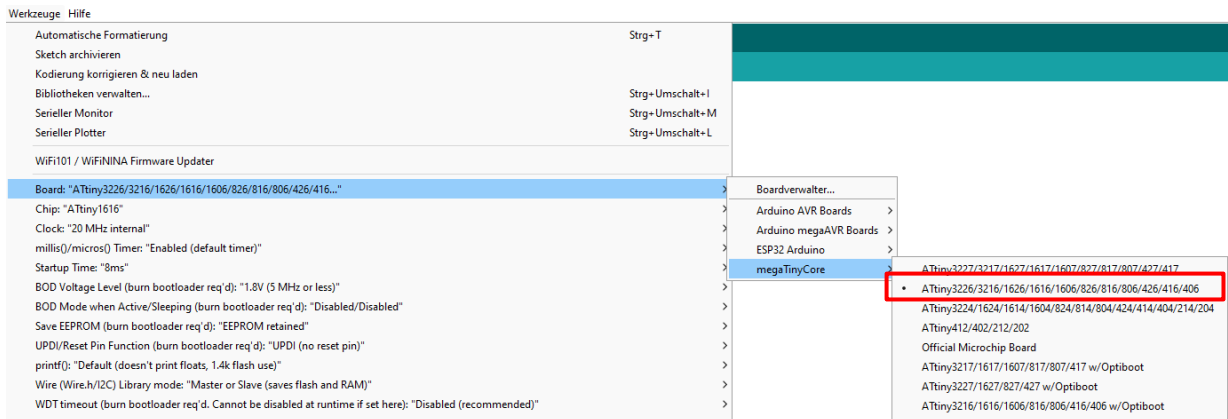 Werkzeuge Hilfe
Automatische Formatierung Strg+T
Sketch archivieren
Kodierung korrigieren & neu laden
Bibliotheken verwalten... Strg+Umschalt+I
Serieller Monitor Strg+Umschalt+M
Serieller Plotter Strg+Umschalt+L
WiFi101 / WiFiNINA Firmware Updater
Board: "ATtiny3226/3216/1626/1616/1606/826/816/806/426/416..."
Chip: "ATtiny1616"
Clock: "20 MHz internal"
millis()/micros() Timer: "Enabled (default timer)"
Startup Time: "8ms"
BOD Voltage Level (burn bootloader req'd): "1.8V (5 MHz or less)"
BOD Mode when Active/Sleeping (burn bootloader req'd): "Disabled/Disabled"
Save EEPROM (burn bootloader req'd): "EEPROM retained"
UPDI/Reset Pin Function (burn bootloader req'd): "UPDI (no reset pin)"
printf(): "Default (doesn't print floats, 1.4k flash use)"
Wire (Wire.h/I2C) Library mode: "Master or Slave (saves flash and RAM)"
WDT timeout (burn bootloader req'd. Cannot be disabled at runtime if set here): "Disabled (recommended)"
Boardverwalter...
Arduino AVR Boards
Arduino megaAVR Boards
ESP32 Arduino
megaTinyCore
ATtiny3227/3217/1627/1617/1607/827/817/807/427/417
ATtiny3226/3216/1626/1616/1606/826/816/806/426/416/406
ATtiny3224/1624/1614/1604/824/814/804/424/414/404/214/204
ATtiny412/402/212/202
Official Microchip Board
ATtiny3217/1617/1607/817/807/417 w/Optiboot
ATtiny3227/1627/827/427 w/Optiboot
ATtiny3216/1616/1606/816/806/416/406 w/Optiboot